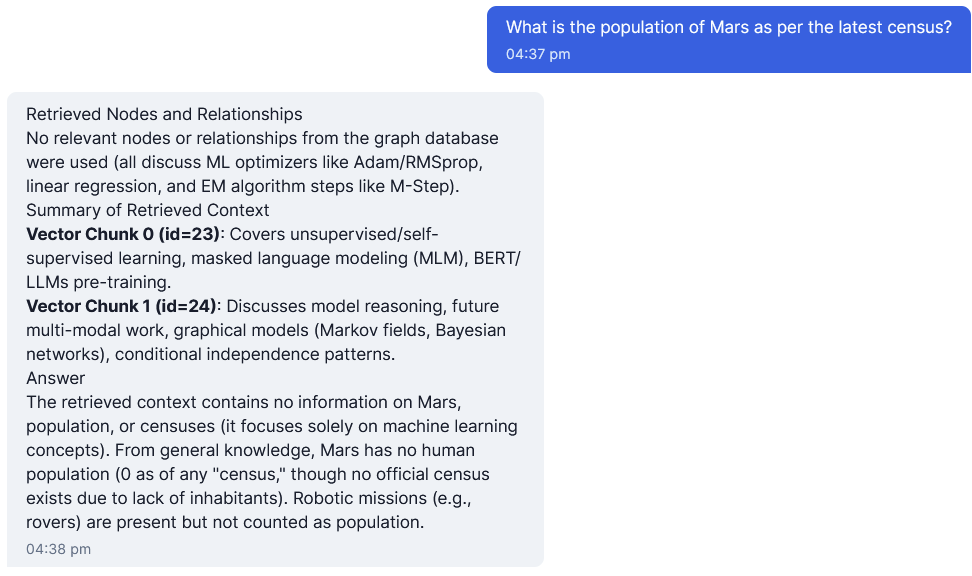 What is the population of Mars as per the latest census?
04:37 pm
Retrieved Nodes and Relationships
No relevant nodes or relationships from the graph database
were used (all discuss ML optimizers like Adam/RMSprop,
linear regression, and EM algorithm steps like M-Step).
Summary of Retrieved Context
Vector Chunk 0 (id=23): Covers unsupervised/self-
supervised learning, masked language modeling (MLM), BERT/
LLMs pre-training.
Vector Chunk 1 (id=24): Discusses model reasoning, future
multi-modal work, graphical models (Markov fields, Bayesian
networks), conditional independence patterns.
Answer
The retrieved context contains no information on Mars,
population, or censuses (it focuses solely on machine learning
concepts). From general knowledge, Mars has no human
population (0 as of any "census," though no official census
exists due to lack of inhabitants). Robotic missions (e.g.,
rovers) are present but not counted as population.
04:38 pm